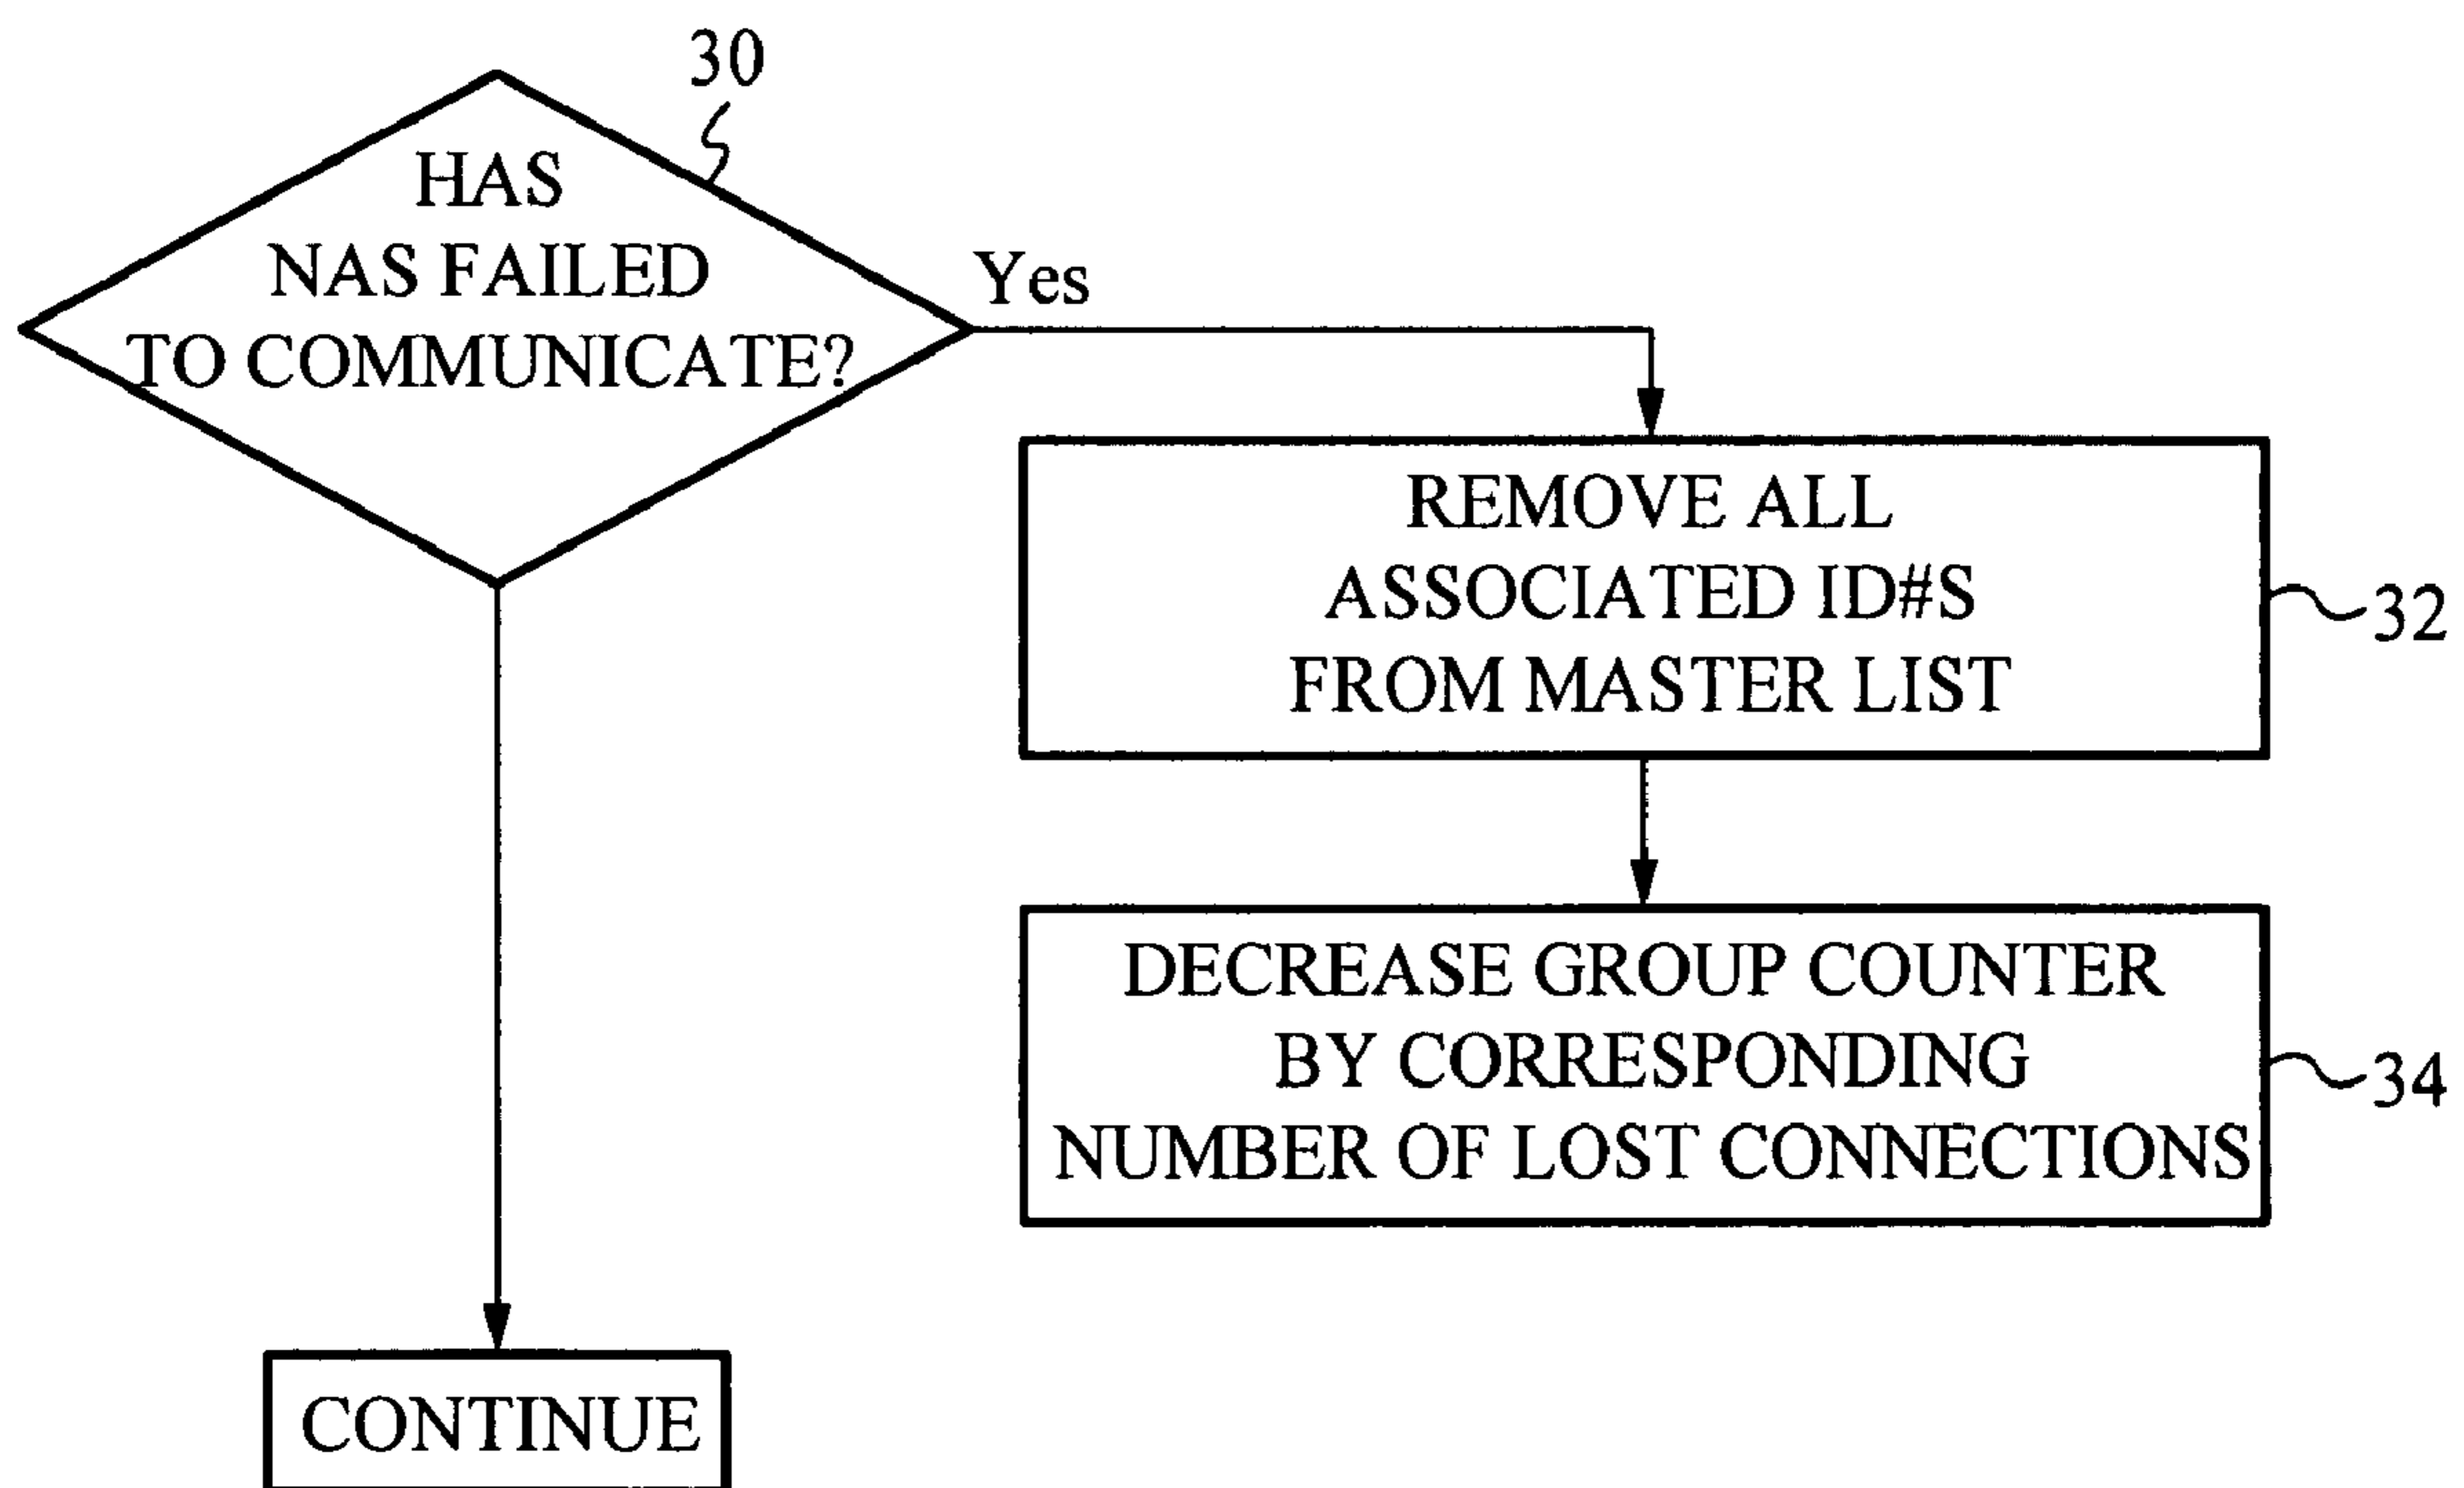 30
HAS
NAS FAILED
TO COMMUNICATE?
Yes
REMOVE ALL
ASSOCIATED ID#S
FROM MASTER LIST
32
DECREASE GROUP COUNTER
BY CORRESPONDING
NUMBER OF LOST CONNECTIONS
34
CONTINUE